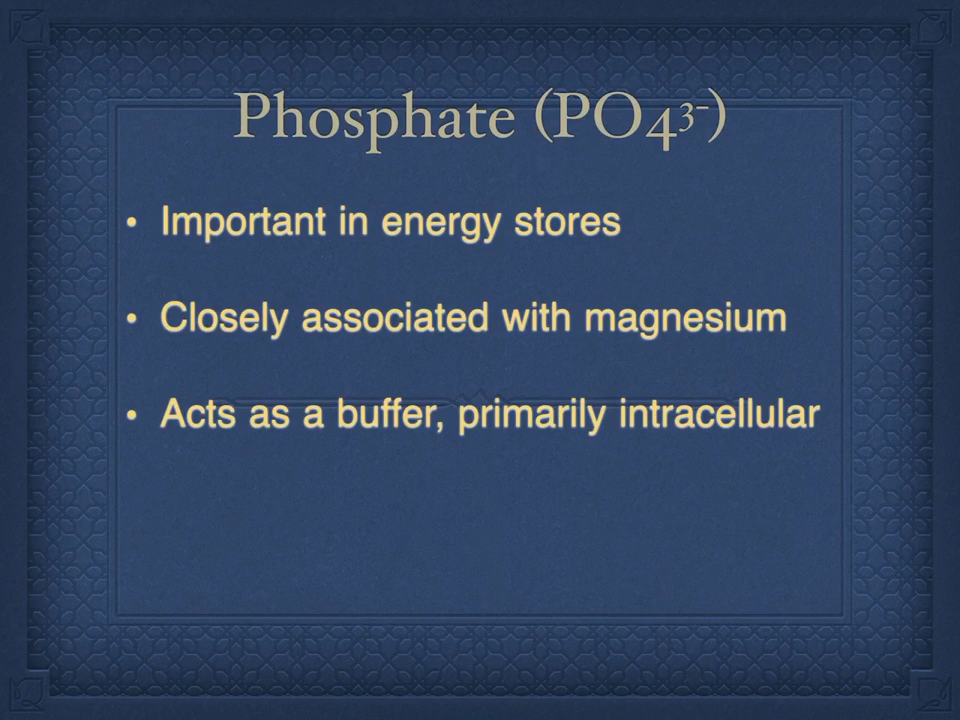 Phosphate (PO4³⁻)
• Important in energy stores
• Closely associated with magnesium
• Acts as a buffer, primarily intracellular